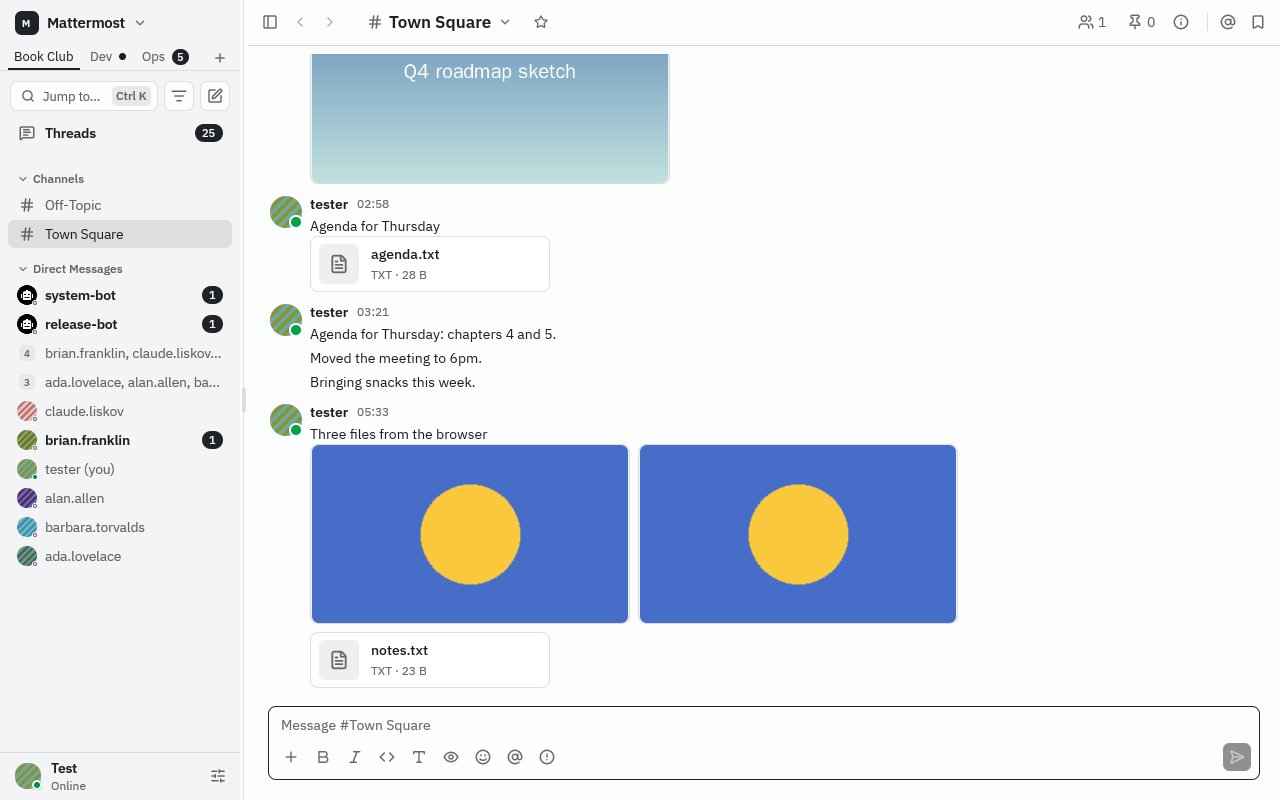 M Mattermost
Book Club Dev Ops 5
Jump to... Ctrl K
Threads 25
Channels
Off-Topic
Town Square
Direct Messages
system-bot 1
release-bot 1
4 brian.franklin, claude.liskov...
3 ada.lovelace, alan.allen, ba...
claude.liskov
brian.franklin 1
tester (you)
alan.allen
barbara.torvalds
ada.lovelace
Test
Online
# Town Square 1 0
Q4 roadmap sketch
tester 02:58
Agenda for Thursday
agenda.txt
TXT · 28 B
tester 03:21
Agenda for Thursday: chapters 4 and 5.
Moved the meeting to 6pm.
Bringing snacks this week.
tester 05:33
Three files from the browser
notes.txt
TXT · 23 B
Message #Town Square